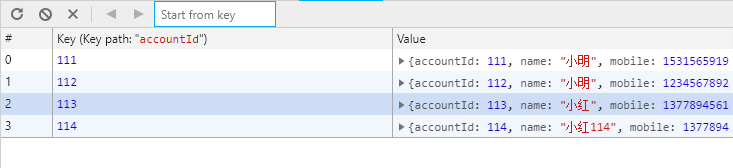 Start from key
# Key (Key path: "accountId") Value
0 111 {accountId: 111, name: "小明", mobile: 1531565919
1 112 {accountId: 112, name: "小明", mobile: 1234567892
2 113 {accountId: 113, name: "小红", mobile: 1377894561
3 114 {accountId: 114, name: "小红114", mobile: 1377894